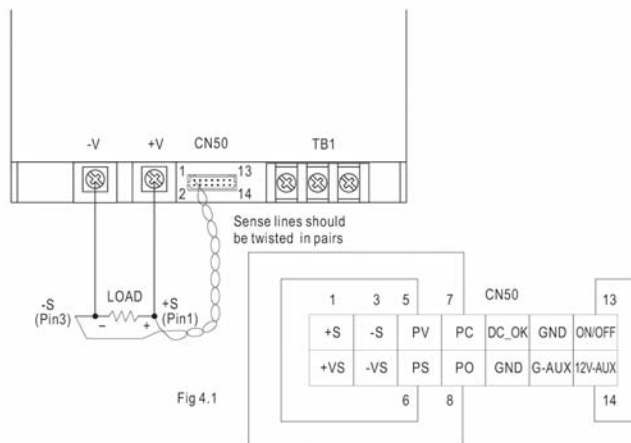 -V +V CN50 TB1
1 13
2 14
Sense lines should
be twisted in pairs
-S
(Pin3)
LOAD
- +
+S
(Pin1)
Fig 4.1
CN50
1 3 5 7 13
+S -S PV PC DC_OK GND ON/OFF
+VS -VS PS PO GND G-AUX 12V-AUX
6 8 14